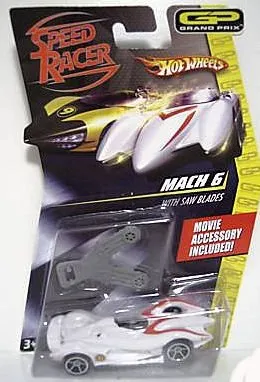 SPEED
RACER
GP
GRAND PRIX
HOT WHEELS
MACH 6
WITH SAW BLADES
MOVIE
ACCESSORY
INCLUDED!
3+